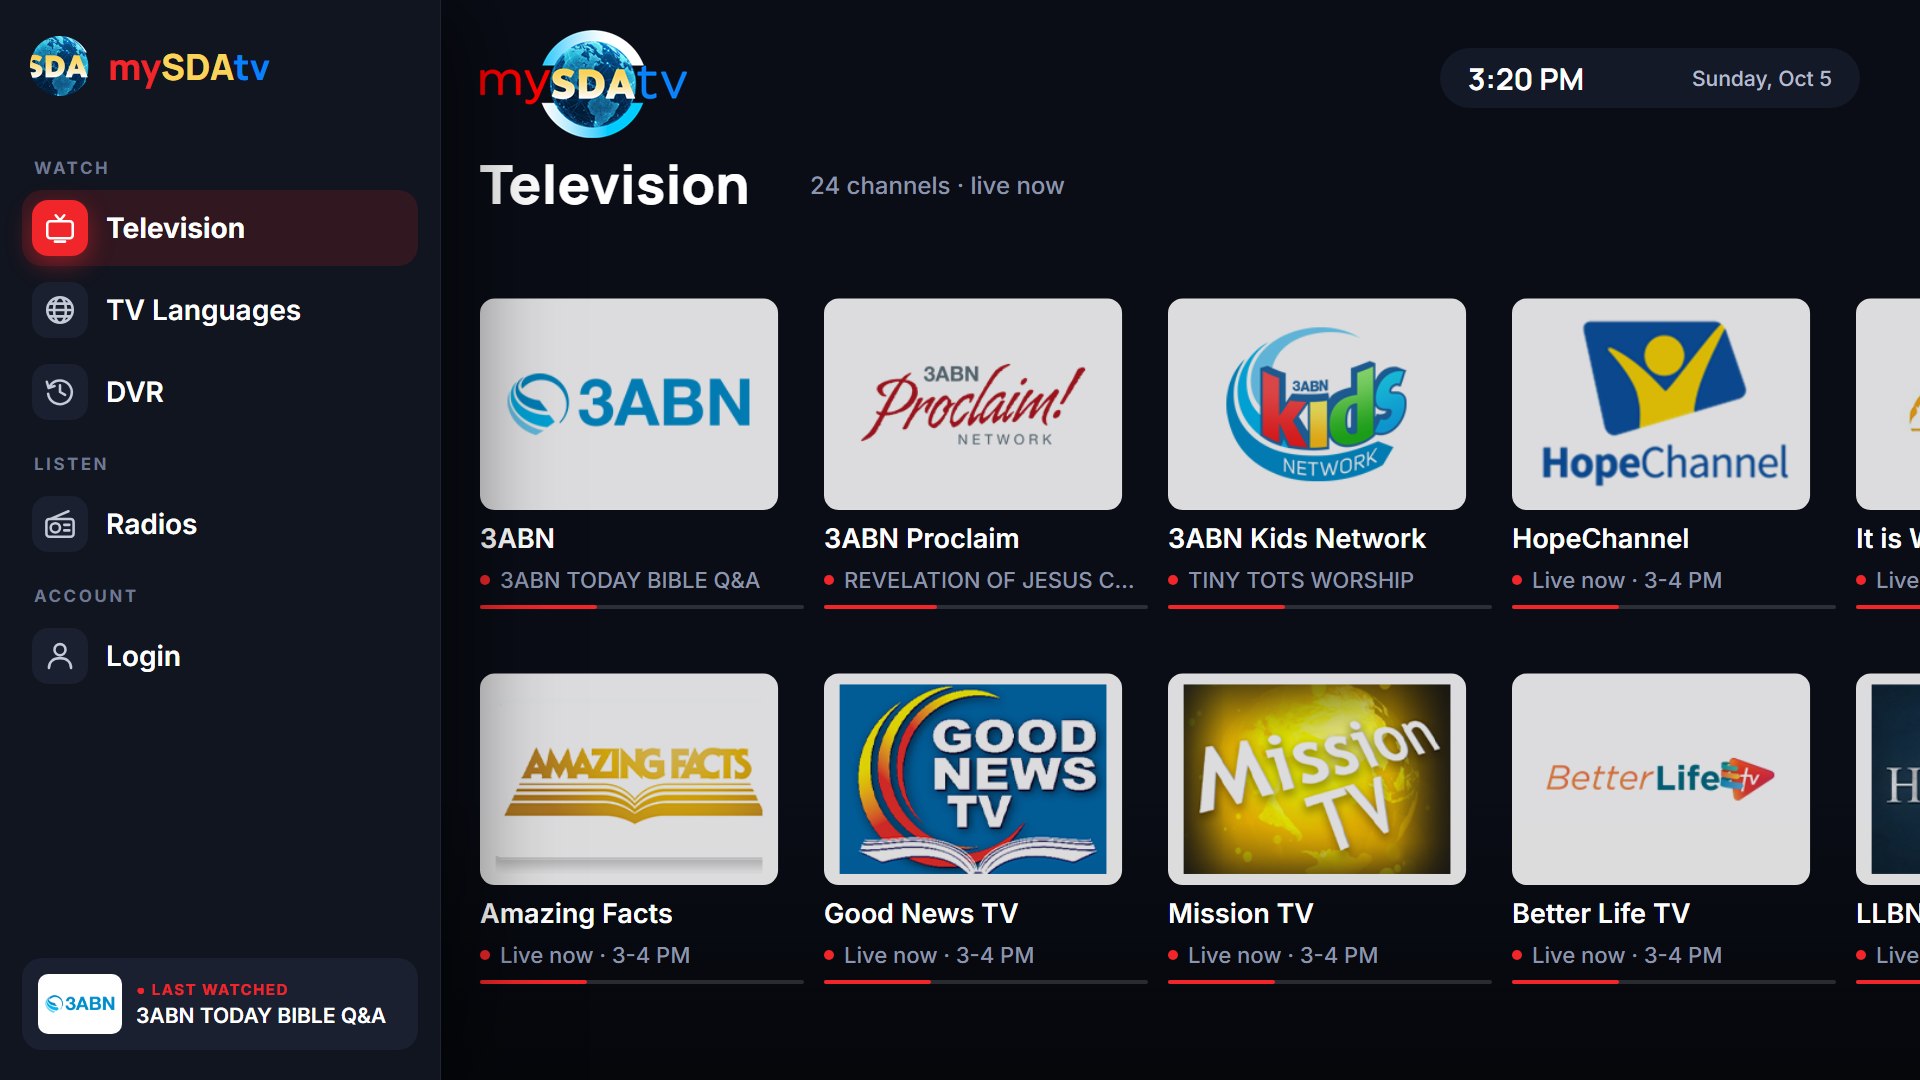 SDA mySDAtv
WATCH
Television
TV Languages
DVR
LISTEN
Radios
ACCOUNT
Login
3ABN
• LAST WATCHED
3ABN TODAY BIBLE Q&A
mySDAtv
3:20 PM Sunday, Oct 5
Television 24 channels · live now
3ABN
3ABN
Proclaim!
NETWORK
3ABN
kids
NETWORK
HopeChannel
3ABN
3ABN TODAY BIBLE Q&A
3ABN Proclaim
REVELATION OF JESUS C...
3ABN Kids Network
TINY TOTS WORSHIP
HopeChannel
Live now · 3-4 PM
It is
Live
AMAZING FACTS
GOOD
NEWS
TV
Mission
TV
BetterLife tv
H
Amazing Facts
Live now · 3-4 PM
Good News TV
Live now · 3-4 PM
Mission TV
Live now · 3-4 PM
Better Life TV
Live now · 3-4 PM
LLBN
Live